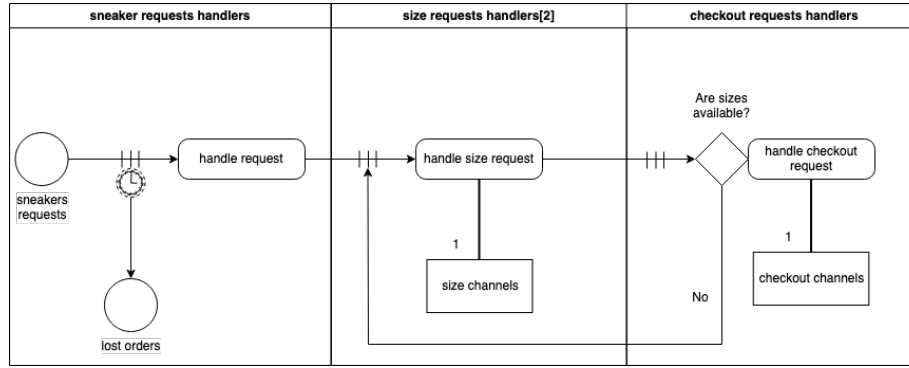 sneaker requests handlers
size requests handlers[2]
checkout requests handlers
Are sizes
available?
handle request
handle size request
handle checkout
request
sneakers
requests
1
1
size channels
checkout channels
No
lost orders